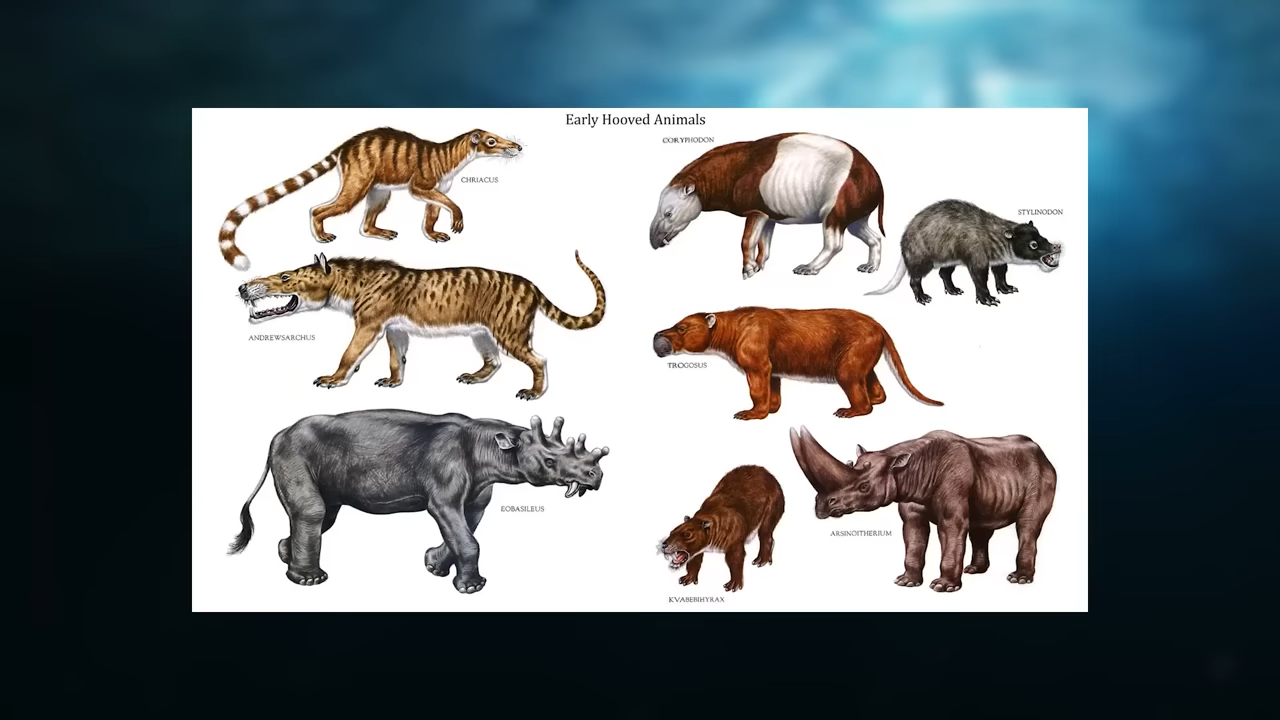 Early Hooved Animals
CHRIACUS
CORYPHODON
STYLINODON
ANDREWSARCHUS
TROGOSUS
EOBASILEUS
ARSINOITHERIUM
KVABEBIHYRAX